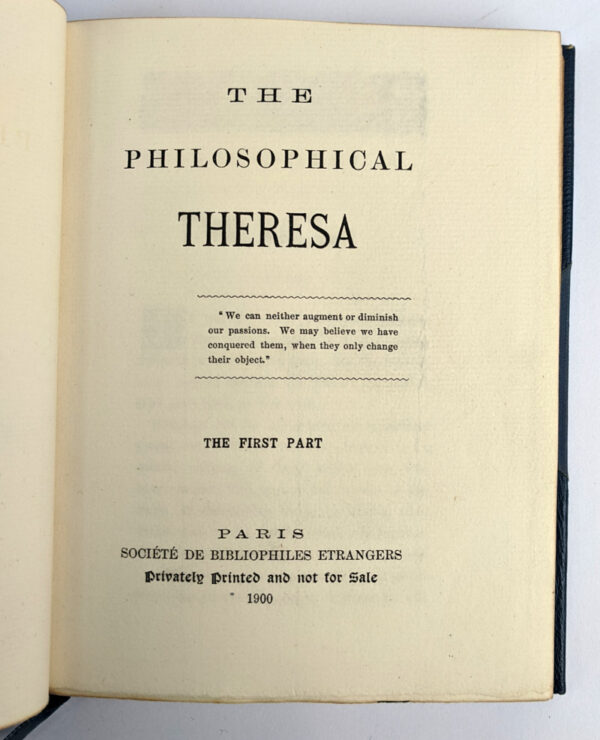 THE
PHILOSOPHICAL
THERESA
"We can neither augment or diminish
our passions. We may believe we have
conquered them, when they only change
their object."
THE FIRST PART
PARIS
SOCIÉTÉ DE BIBLIOPHILES ETRANGERS
Privately Printed and not for Sale
1900